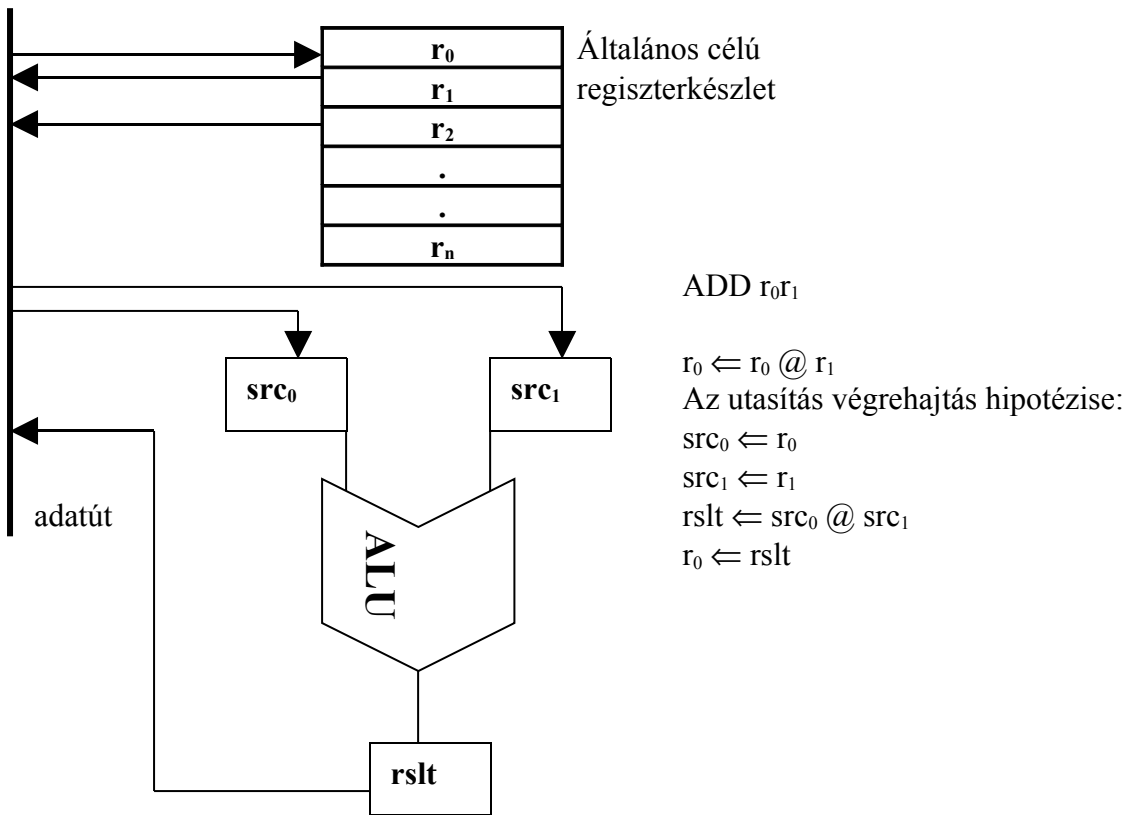 r₀
r₁
r₂
.
.
rₙ
Általános célú
regiszterkészlet
ADD r₀r₁
r₀ ⇐ r₀ @ r₁
Az utasítás végrehajtás hipotézise:
src₀ ⇐ r₀
src₁ ⇐ r₁
rslt ⇐ src₀ @ src₁
r₀ ⇐ rslt
src₀
src₁
adatút
ALU
rslt